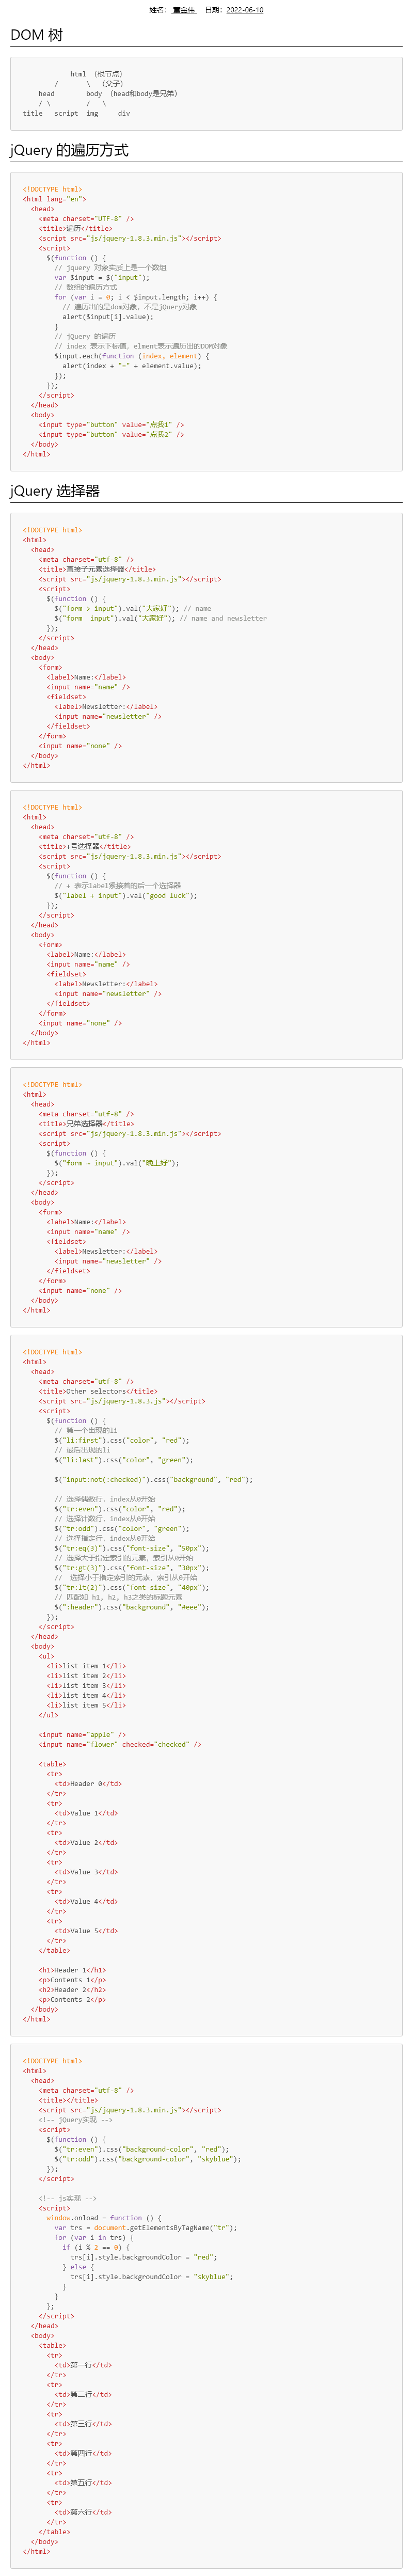 姓名： 董金伟   日期：2022-06-10
DOM 树
            html （根节点）
        /       \  （父子）
    head        body （head和body是兄弟）
    / \         /   \
title   script  img     div
jQuery 的遍历方式
<!DOCTYPE html>
<html lang="en">
  <head>
    <meta charset="UTF-8" />
    <title>遍历</title>
    <script src="js/jquery-1.8.3.min.js"></script>
    <script>
      $(function () {
        // jquery 对象实质上是一个数组
        var $input = $("input");
        // 数组的遍历方式
        for (var i = 0; i < $input.length; i++) {
          // 遍历出的是dom对象，不是jQuery对象
          alert($input[i].value);
        }
        // jQuery 的遍历
        // index 表示下标值，elment表示遍历出的DOM对象
        $input.each(function (index, element) {
          alert(index + "=" + element.value);
        });
      });
    </script>
  </head>
  <body>
    <input type="button" value="点我1" />
    <input type="button" value="点我2" />
  </body>
</html>
jQuery 选择器
<!DOCTYPE html>
<html>
  <head>
    <meta charset="utf-8" />
    <title>直接子元素选择器</title>
    <script src="js/jquery-1.8.3.min.js"></script>
    <script>
      $(function () {
        $("form > input").val("大家好"); // name
        $("form  input").val("大家好"); // name and newsletter
      });
    </script>
  </head>
  <body>
    <form>
      <label>Name:</label>
      <input name="name" />
      <fieldset>
        <label>Newsletter:</label>
        <input name="newsletter" />
      </fieldset>
    </form>
    <input name="none" />
  </body>
</html>
<!DOCTYPE html>
<html>
  <head>
    <meta charset="utf-8" />
    <title>+号选择器</title>
    <script src="js/jquery-1.8.3.min.js"></script>
    <script>
      $(function () {
        // + 表示label紧接着的后一个选择器
        $("label + input").val("good luck");
      });
    </script>
  </head>
  <body>
    <form>
      <label>Name:</label>
      <input name="name" />
      <fieldset>
        <label>Newsletter:</label>
        <input name="newsletter" />
      </fieldset>
    </form>
    <input name="none" />
  </body>
</html>
<!DOCTYPE html>
<html>
  <head>
    <meta charset="utf-8" />
    <title>兄弟选择器</title>
    <script src="js/jquery-1.8.3.min.js"></script>
    <script>
      $(function () {
        $("form ~ input").val("晚上好");
      });
    </script>
  </head>
  <body>
    <form>
      <label>Name:</label>
      <input name="name" />
      <fieldset>
        <label>Newsletter:</label>
        <input name="newsletter" />
      </fieldset>
    </form>
    <input name="none" />
  </body>
</html>
<!DOCTYPE html>
<html>
  <head>
    <meta charset="utf-8" />
    <title>Other selectors</title>
    <script src="js/jquery-1.8.3.js"></script>
    <script>
      $(function () {
        // 第一个出现的li
        $("li:first").css("color", "red");
        // 最后出现的li
        $("li:last").css("color", "green");

        $("input:not(:checked)").css("background", "red");

        // 选择偶数行，index从0开始
        $("tr:even").css("color", "red");
        // 选择计数行，index从0开始
        $("tr:odd").css("color", "green");
        // 选择指定行，index从0开始
        $("tr:eq(3)").css("font-size", "50px");
        // 选择大于指定索引的元素，索引从0开始
        $("tr:gt(3)").css("font-size", "30px");
        //  选择小于指定索引的元素，索引从0开始
        $("tr:lt(2)").css("font-size", "40px");
        // 匹配如 h1, h2, h3之类的标题元素
        $(":header").css("background", "#eee");
      });
    </script>
  </head>
  <body>
    <ul>
      <li>list item 1</li>
      <li>list item 2</li>
      <li>list item 3</li>
      <li>list item 4</li>
      <li>list item 5</li>
    </ul>

    <input name="apple" />
    <input name="flower" checked="checked" />

    <table>
      <tr>
        <td>Header 0</td>
      </tr>
      <tr>
        <td>Value 1</td>
      </tr>
      <tr>
        <td>Value 2</td>
      </tr>
      <tr>
        <td>Value 3</td>
      </tr>
      <tr>
        <td>Value 4</td>
      </tr>
      <tr>
        <td>Value 5</td>
      </tr>
    </table>

    <h1>Header 1</h1>
    <p>Contents 1</p>
    <h2>Header 2</h2>
    <p>Contents 2</p>
  </body>
</html>
<!DOCTYPE html>
<html>
  <head>
    <meta charset="utf-8" />
    <title></title>
    <script src="js/jquery-1.8.3.min.js"></script>
    <!-- jQuery实现 -->
    <script>
      $(function () {
        $("tr:even").css("background-color", "red");
        $("tr:odd").css("background-color", "skyblue");
      });
    </script>

    <!-- js实现 -->
    <script>
      window.onload = function () {
        var trs = document.getElementsByTagName("tr");
        for (var i in trs) {
          if (i % 2 == 0) {
            trs[i].style.backgroundColor = "red";
          } else {
            trs[i].style.backgroundColor = "skyblue";
          }
        }
      };
    </script>
  </head>
  <body>
    <table>
      <tr>
        <td>第一行</td>
      </tr>
      <tr>
        <td>第二行</td>
      </tr>
      <tr>
        <td>第三行</td>
      </tr>
      <tr>
        <td>第四行</td>
      </tr>
      <tr>
        <td>第五行</td>
      </tr>
      <tr>
        <td>第六行</td>
      </tr>
    </table>
  </body>
</html>